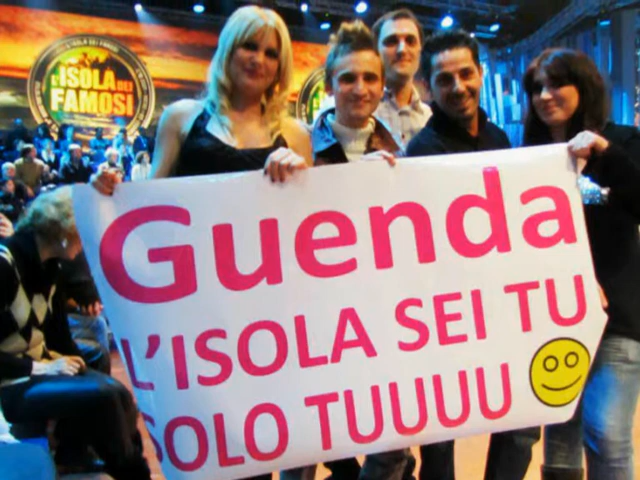 L'ISOLA DEI
FAMOSI
Guenda
L'ISOLA SEI TU
SOLO TUUUU